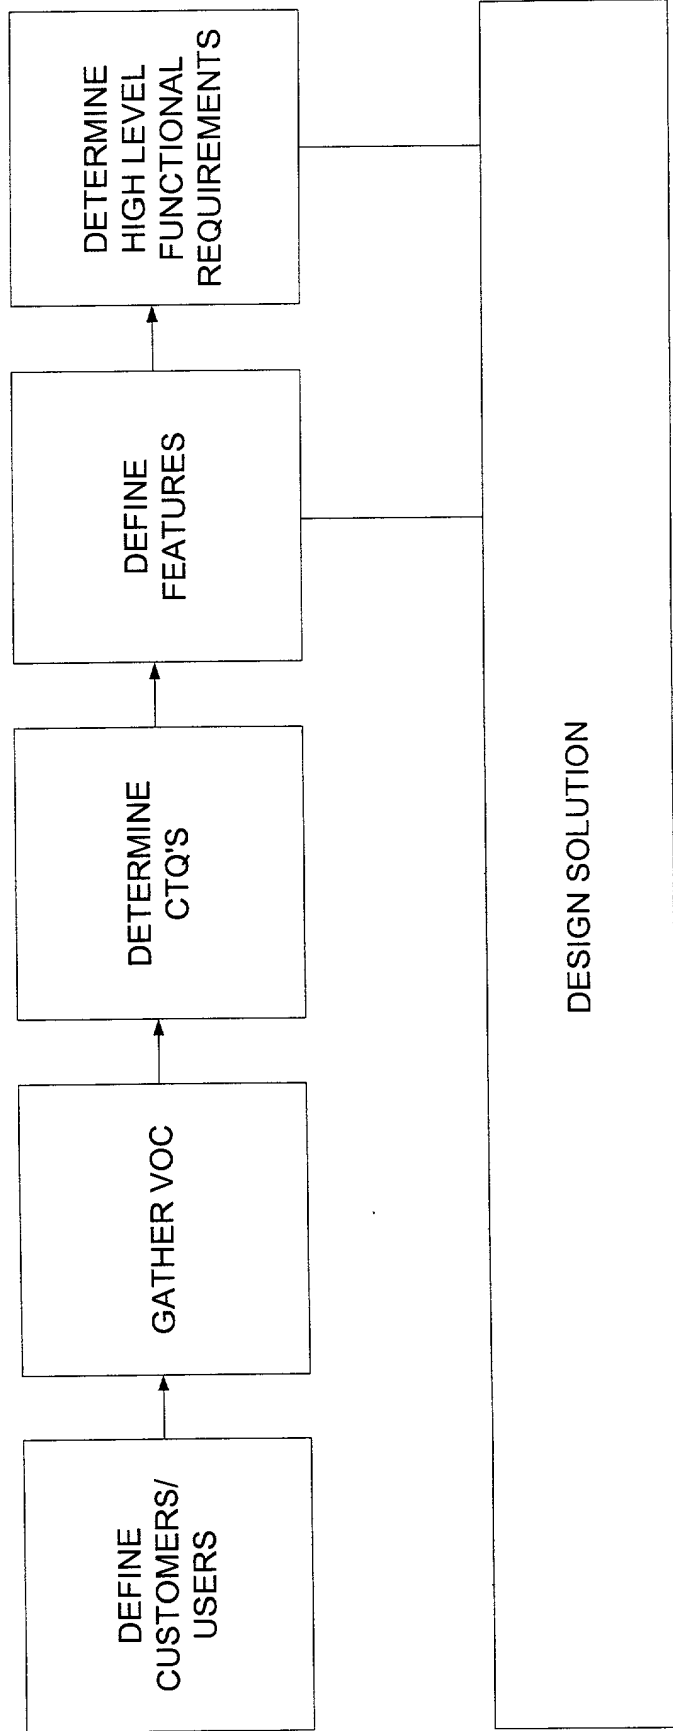 DEFINE
CUSTOMERS/
USERS
GATHER VOC
DETERMINE
CTQ'S
DEFINE
FEATURES
DETERMINE
HIGH LEVEL
FUNCTIONAL
REQUIREMENTS
DESIGN SOLUTION